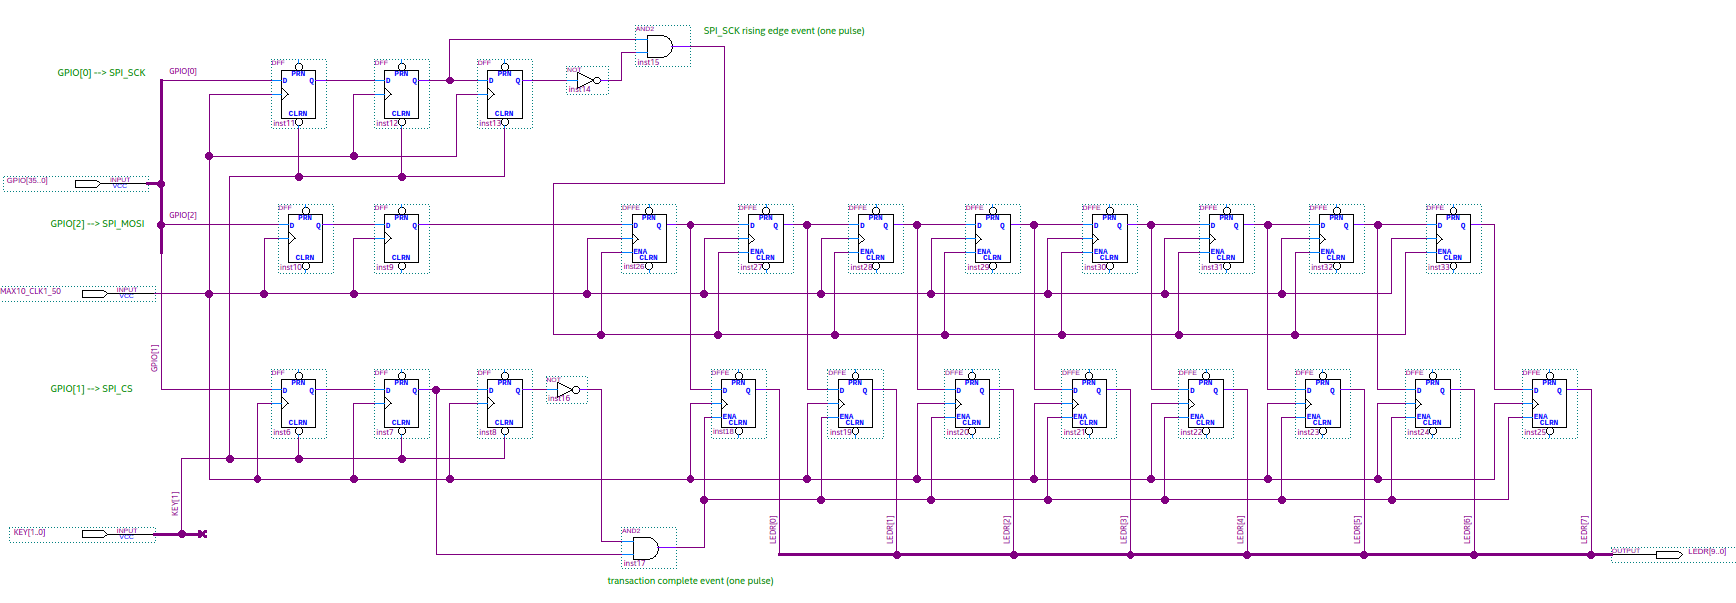 AND2
SPI_SCK rising edge event (one pulse)
inst15
GPIO[0] --> SPI_SCK
GPIO[0]
DFF
DFF
DFF
NOT
PRN
PRN
PRN
D Q
D Q
D Q
inst14
CLRN
CLRN
CLRN
inst11
inst12
inst13
GPIO[35..0]
INPUT
VCC
GPIO[2] --> SPI_MOSI
GPIO[2]
DFF
DFF
DFFE
DFFE
DFFE
DFFE
DFFE
DFFE
DFFE
DFFE
PRN
PRN
PRN
PRN
PRN
PRN
PRN
PRN
PRN
PRN
D Q
D Q
D Q
D Q
D Q
D Q
D Q
D Q
D Q
D Q
ENA
ENA
ENA
ENA
ENA
ENA
ENA
ENA
CLRN
CLRN
CLRN
CLRN
CLRN
CLRN
CLRN
CLRN
CLRN
CLRN
inst10
inst9
inst26
inst27
inst28
inst29
inst30
inst31
inst32
inst33
MAX10_CLK1_50
INPUT
VCC
GPIO[1]
GPIO[1] --> SPI_CS
DFF
DFF
DFF
NOT
DFFE
DFFE
DFFE
DFFE
DFFE
DFFE
DFFE
DFFE
PRN
PRN
PRN
PRN
PRN
PRN
PRN
PRN
PRN
PRN
PRN
D Q
D Q
D Q
D Q
D Q
D Q
D Q
D Q
D Q
D Q
D Q
inst16
ENA
ENA
ENA
ENA
ENA
ENA
ENA
ENA
CLRN
CLRN
CLRN
CLRN
CLRN
CLRN
CLRN
CLRN
CLRN
CLRN
CLRN
inst6
inst7
inst8
inst18
inst19
inst20
inst21
inst22
inst23
inst24
inst25
KEY[1]
KEY[1..0]
INPUT
VCC
AND2
inst17
LEDR[0]
LEDR[1]
LEDR[2]
LEDR[3]
LEDR[4]
LEDR[5]
LEDR[6]
LEDR[7]
OUTPUT
LEDR[9..0]
transaction complete event (one pulse)